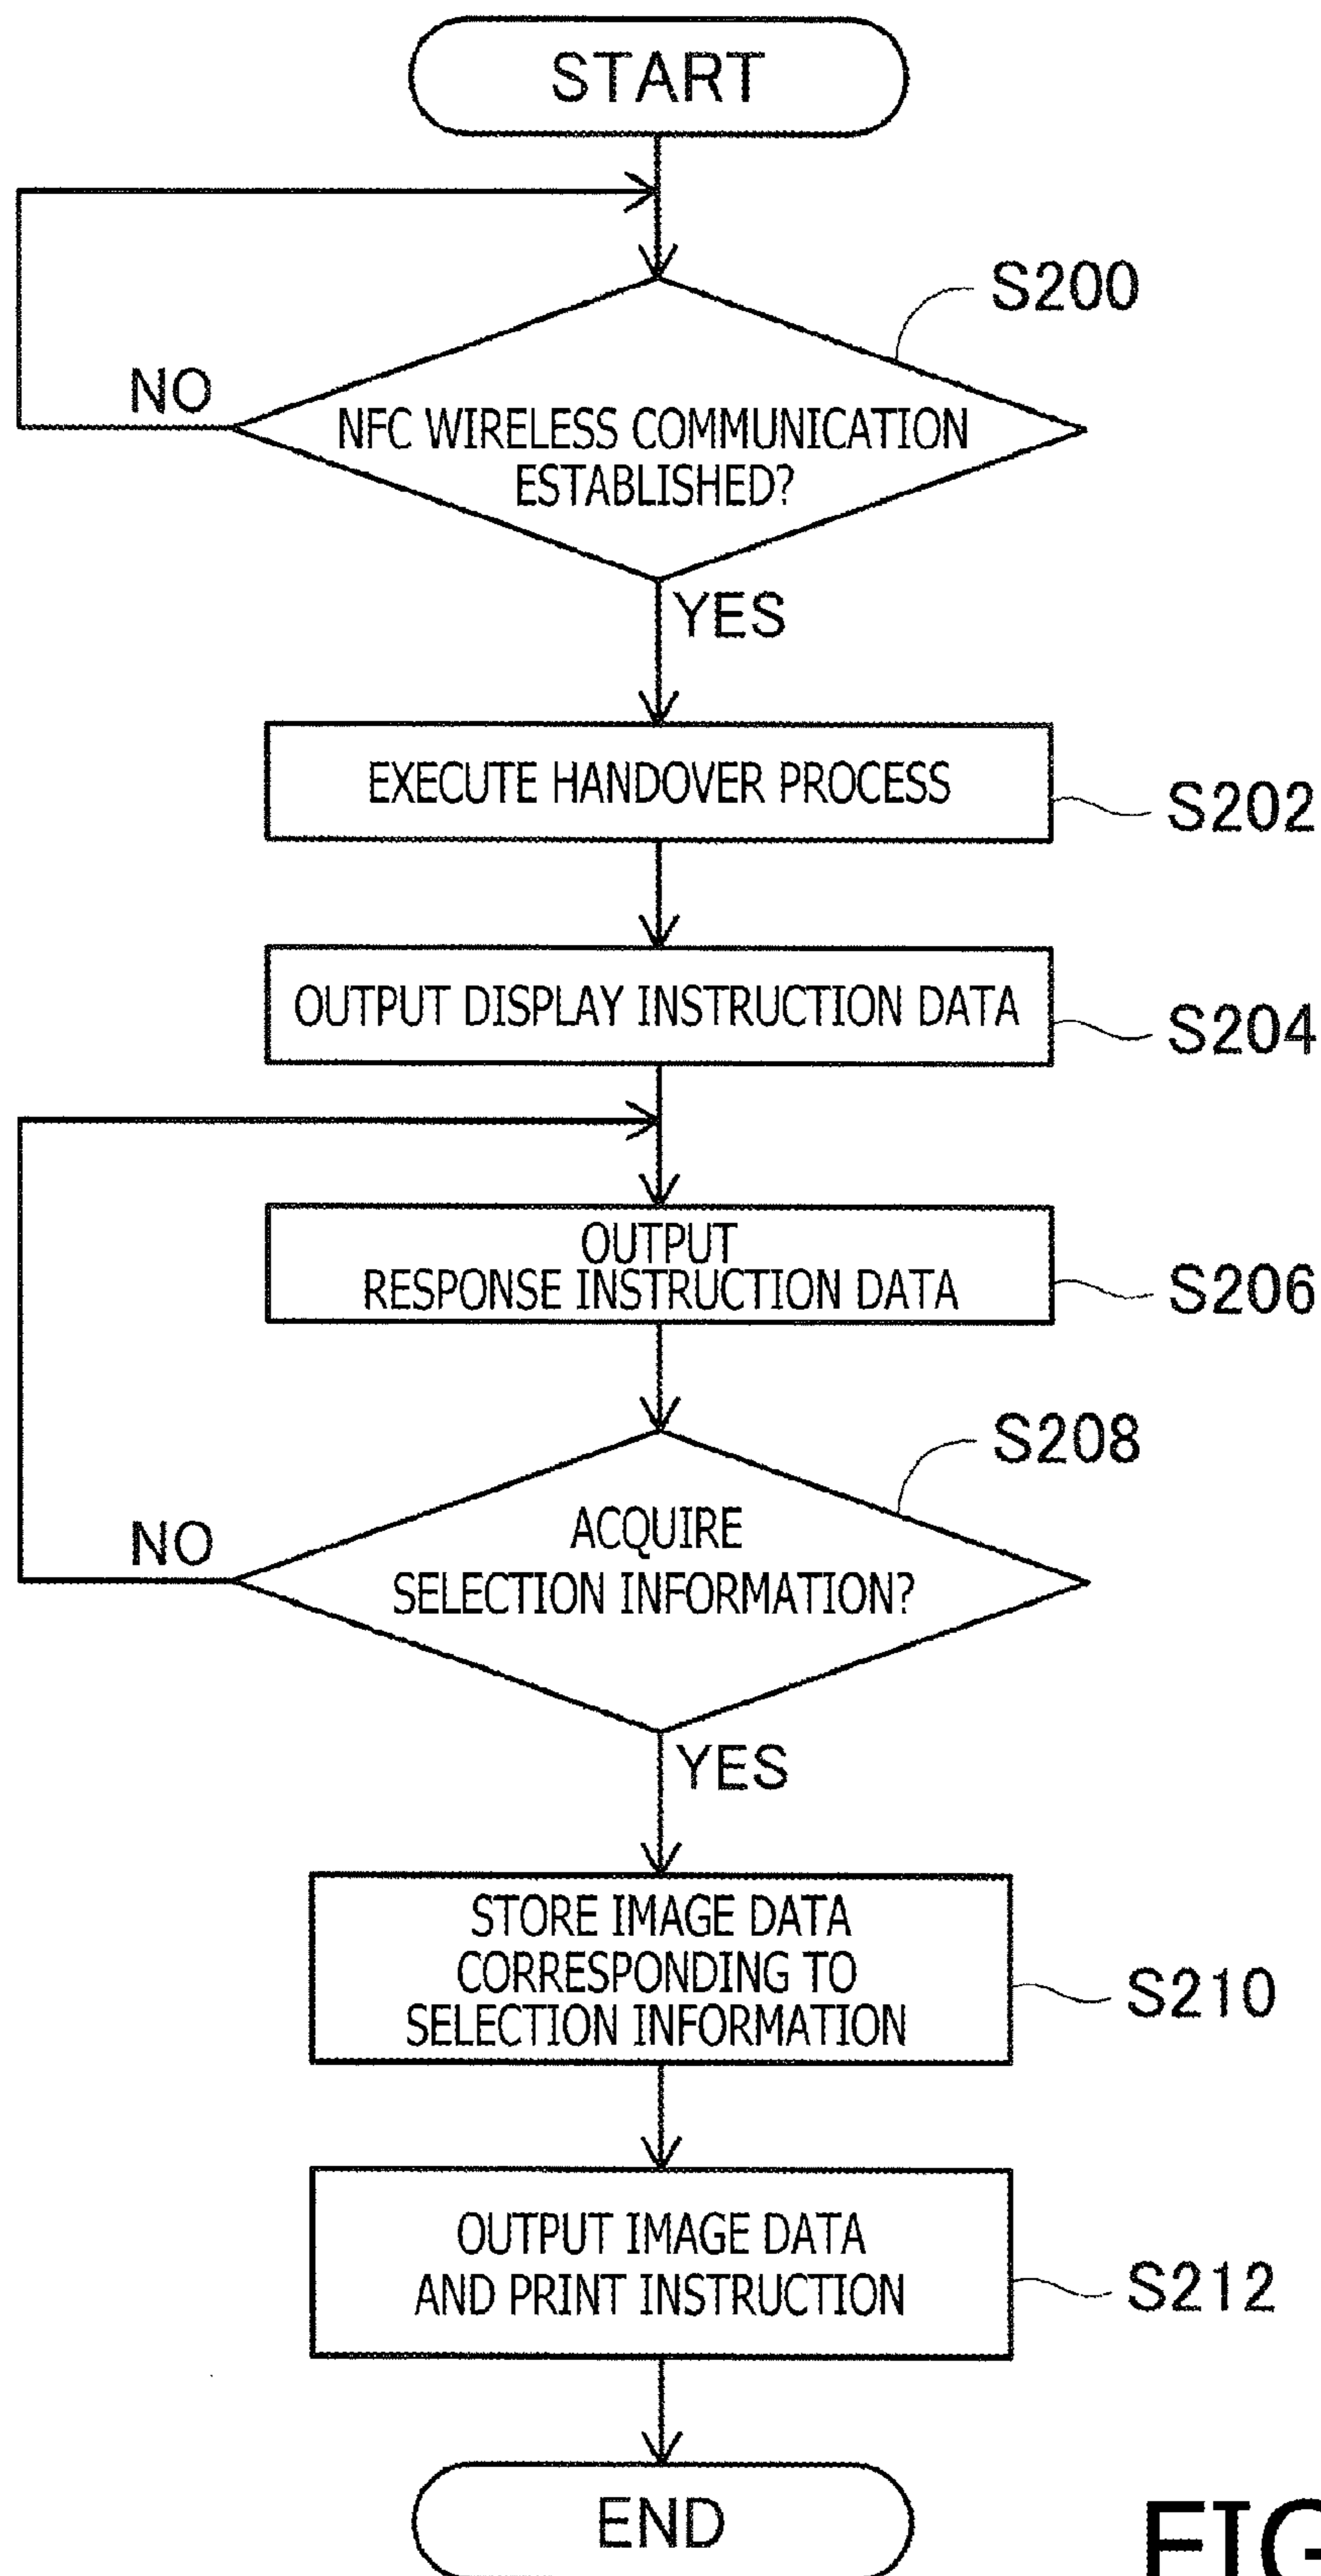 START
S200
NO
NFC WIRELESS COMMUNICATION
ESTABLISHED?
YES
EXECUTE HANDOVER PROCESS
S202
OUTPUT DISPLAY INSTRUCTION DATA
S204
OUTPUT
RESPONSE INSTRUCTION DATA
S206
S208
NO
ACQUIRE
SELECTION INFORMATION?
YES
STORE IMAGE DATA
CORRESPONDING TO
SELECTION INFORMATION
S210
OUTPUT IMAGE DATA
AND PRINT INSTRUCTION
S212
END